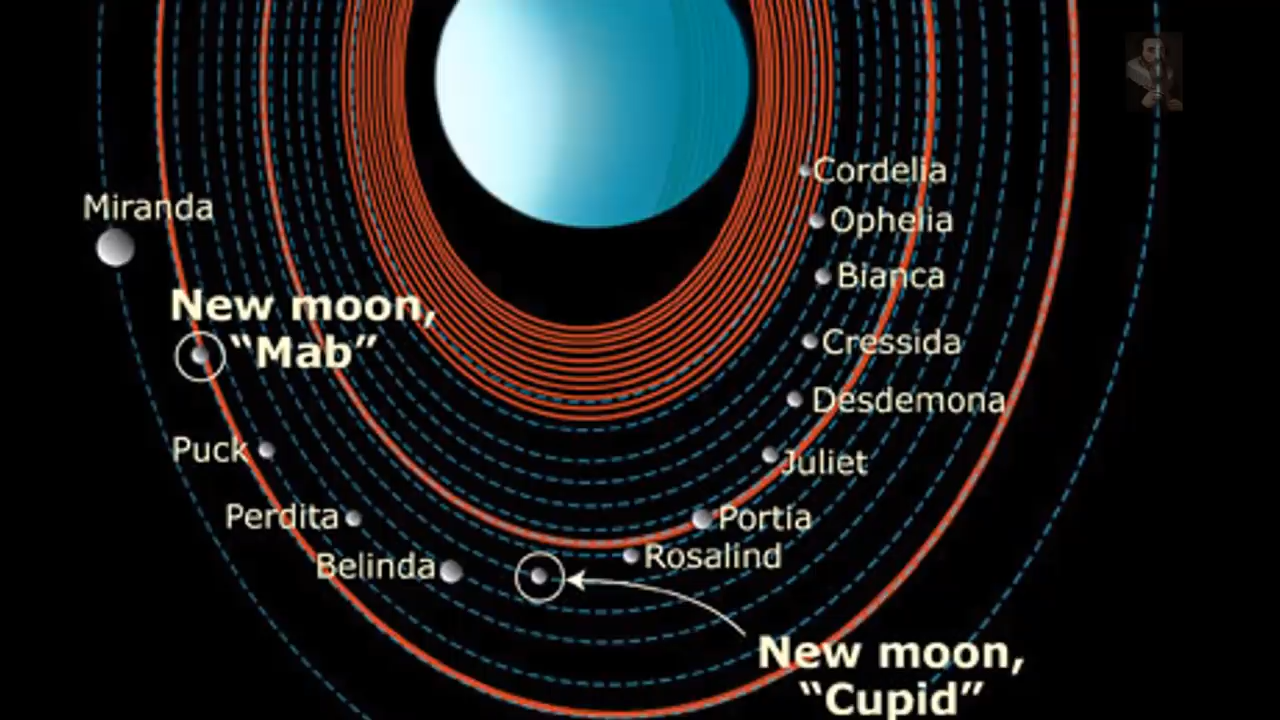 Cordelia
Miranda
Ophelia
Bianca
New moon,
“Mab”
Cressida
Desdemona
Puck
Juliet
Perdita
Portia
Rosalind
Belinda
New moon,
“Cupid”